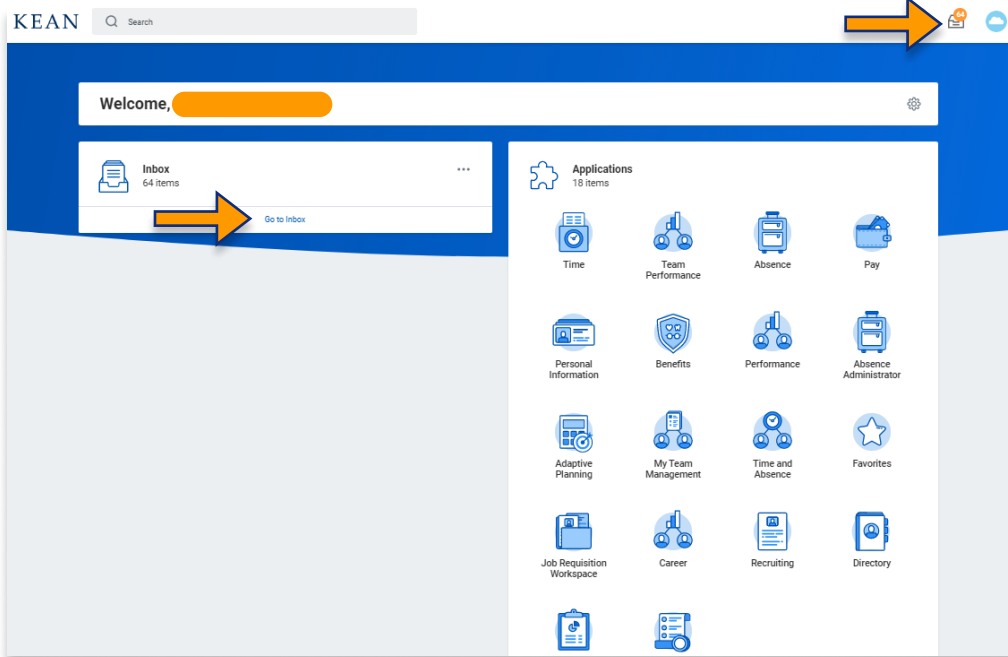 KEAN
Search
64
Welcome,
Inbox
64 items
Go to Inbox
Applications
18 items
Time
Team
Performance
Absence
Pay
Personal
Information
Benefits
Performance
Absence
Administrator
Adaptive
Planning
My Team
Management
Time and
Absence
Favorites
Job Requisition
Workspace
Career
Recruiting
Directory